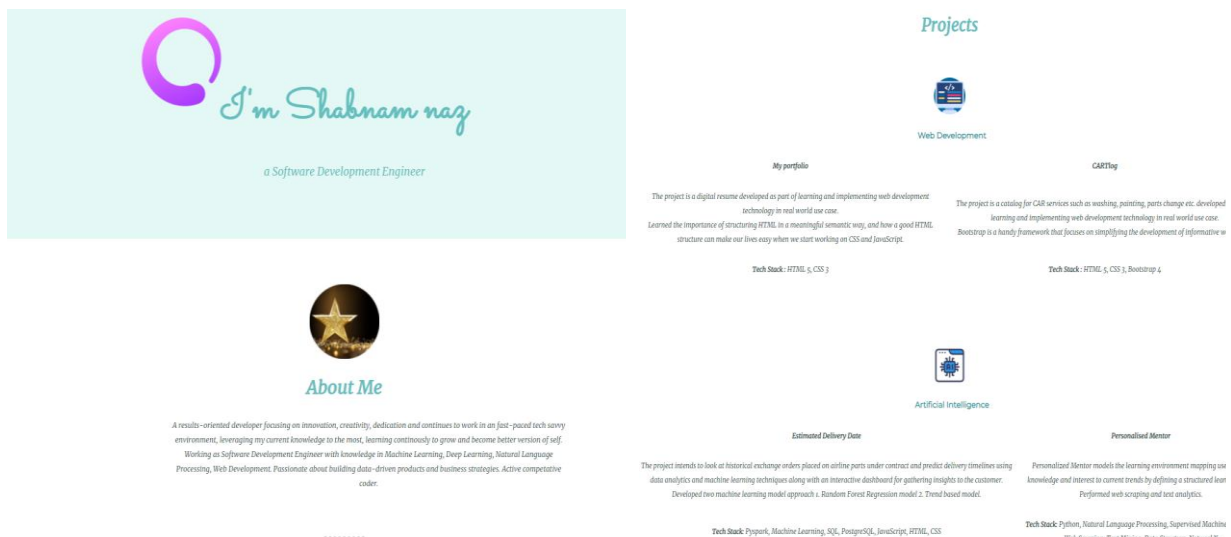 I'm Shabnam naz
a Software Development Engineer
About Me
A results-oriented developer focusing on innovation, creativity, dedication and continues to work in an fast-paced tech savvy
environment, leveraging my current knowledge to the most, learning continously to grow and become better version of self.
Working as Software Development Engineer with knowledge in Machine Learning, Deep Learning, Natural Language
Processing, Web Development. Passionate about building data-driven products and business strategies. Active competative
coder.
Projects
Web Development
My portfolio
The project is a digital resume developed as part of learning and implementing web development
technology in real world use case.
Learned the importance of structuring HTML in a meaningful semantic way, and how a good HTML
structure can make our lives easy when we start working on CSS and JavaScript.
Tech Stack : HTML 5, CSS 3
CARTlog
The project is a catalog for CAR services such as washing, painting, parts change etc. developed
learning and implementing web development technology in real world use case.
Bootstrap is a handy framework that focuses on simplifying the development of informative
Tech Stack : HTML 5, CSS 3, Bootstrap 4
Artificial Intelligence
Estimated Delivery Date
The project intends to look at historical exchange orders placed on airline parts under contract and predict delivery timelines using
data analytics and machine learning techniques along with an interactive dashboard for gathering insights to the customer.
Developed two machine learning model approach 1. Random Forest Regression model 2. Trend based model.
Tech Stack: Pyspark, Machine Learning, SQL, PostgreSQL, JavaScript, HTML, CSS
Personalised Mentor
Personalized Mentor models the learning environment mapping
knowledge and interest to current trends by defining a structured
Performed web scraping and text analytics.
Tech Stack: Python, Natural Language Processing, Supervised Machine